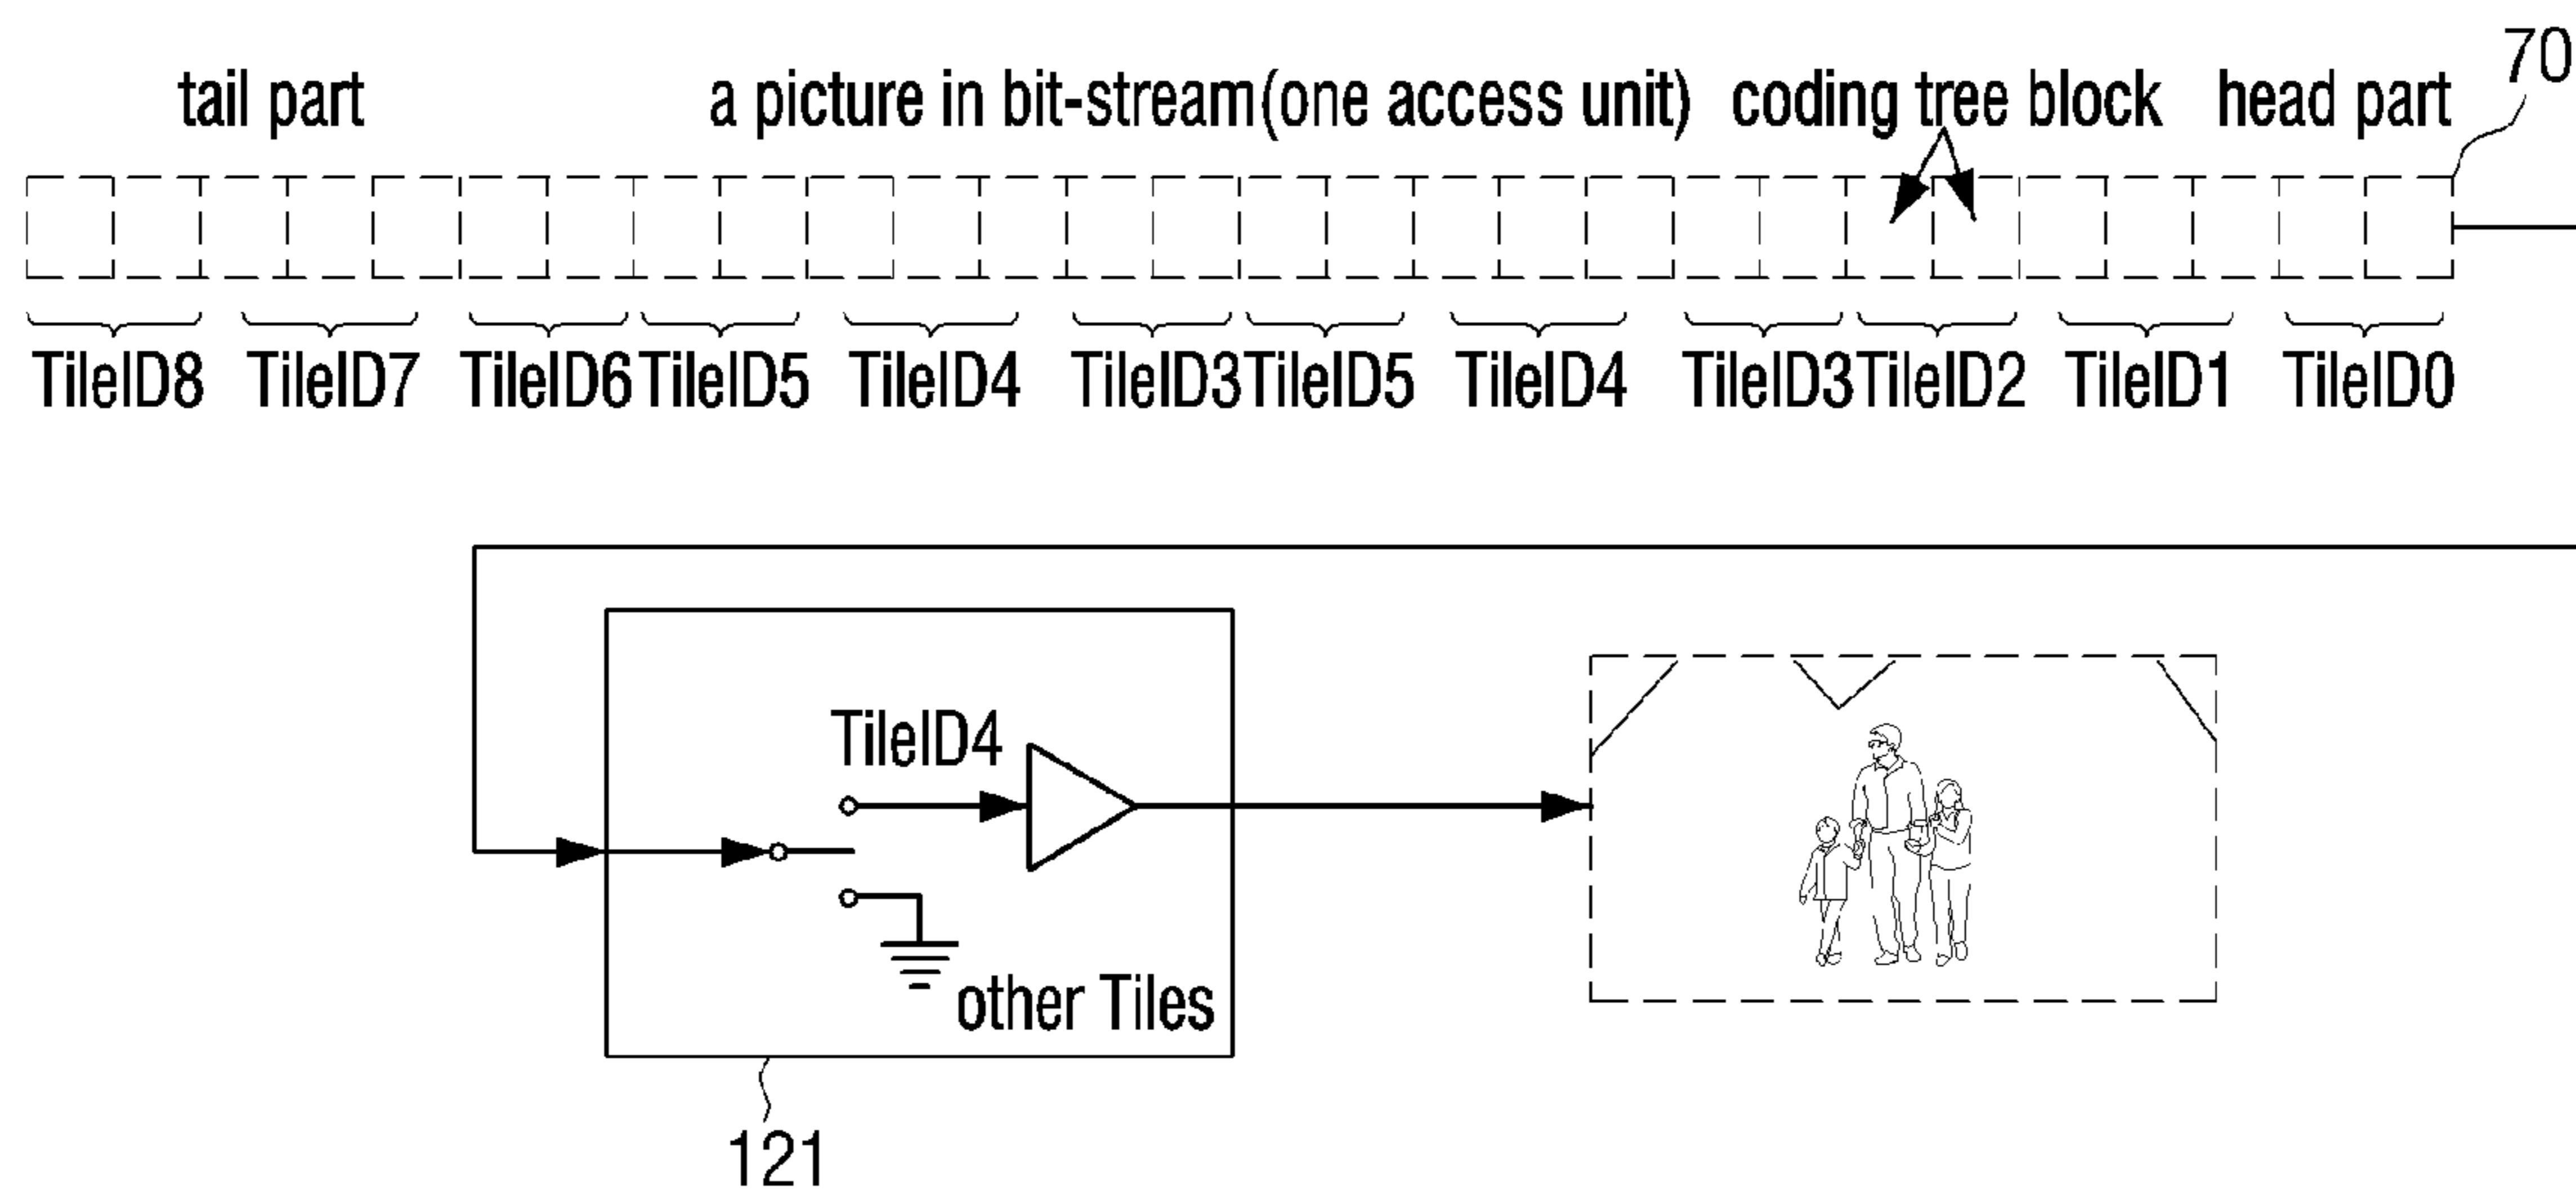 70
tail part a picture in bit-stream(one access unit) coding tree block head part
TileID8 TileID7 TileID6 TileID5 TileID4 TileID3 TileID5 TileID4 TileID3 TileID2 TileID1 TileID0
TileID4
other Tiles
121